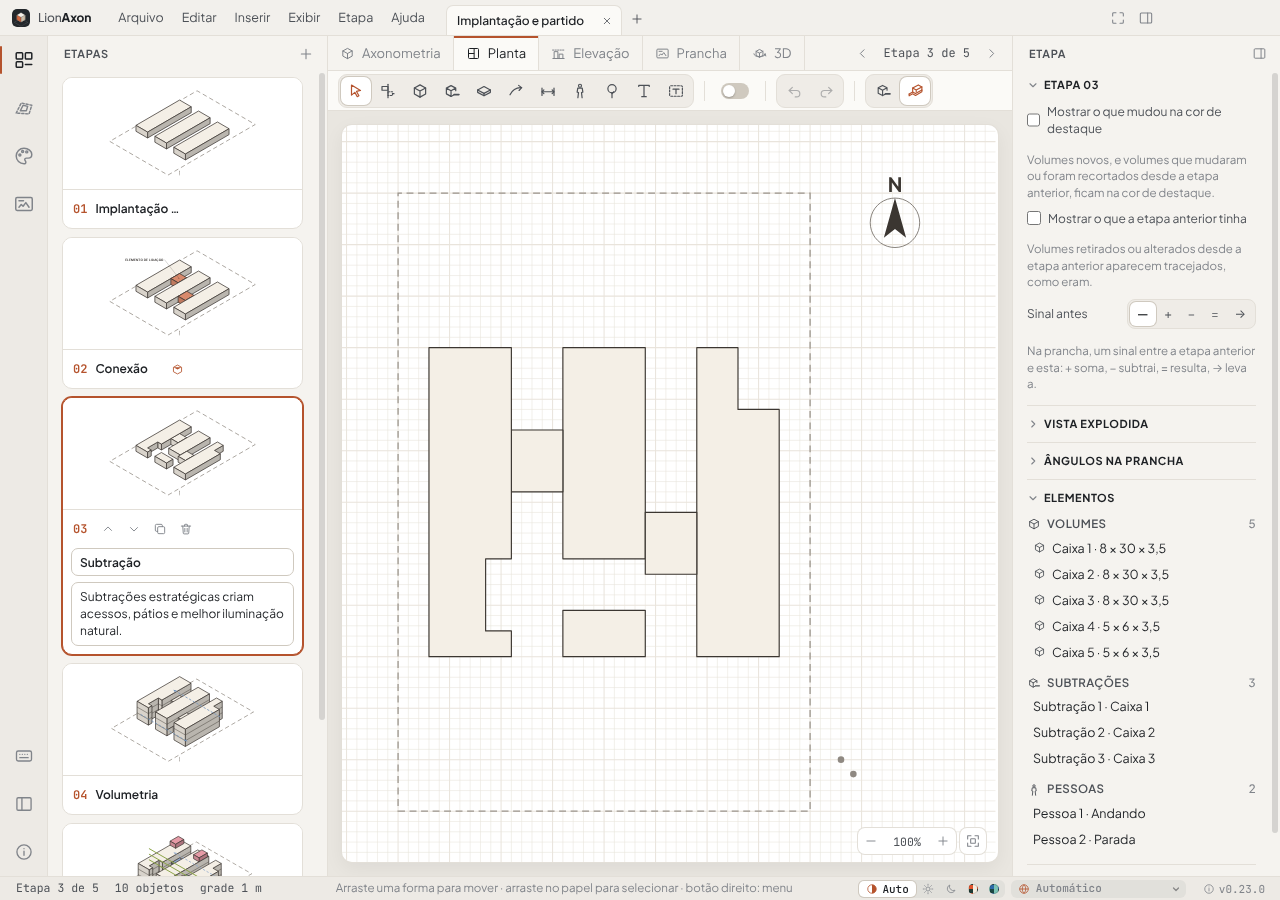 LionAxon
Arquivo Editar Inserir Exibir Etapa Ajuda
Implantação e partido
ETAPAS
01 Implantação ...
ELEMENTO DE LIGAÇÃO
02 Conexão
03
Subtração
Subtrações estratégicas criam
acessos, pátios e melhor iluminação
natural.
04 Volumetria
Axonometria Planta Elevação Prancha 3D
Etapa 3 de 5
N
100%
ETAPA
ETAPA 03
Mostrar o que mudou na cor de
destaque
Volumes novos, e volumes que mudaram
ou foram recortados desde a etapa
anterior, ficam na cor de destaque.
Mostrar o que a etapa anterior tinha
Volumes retirados ou alterados desde a
etapa anterior aparecem tracejados,
como eram.
Sinal antes — + − = →
Na prancha, um sinal entre a etapa anterior
e esta: + soma, − subtrai, = resulta, → leva
a.
VISTA EXPLODIDA
ÂNGULOS NA PRANCHA
ELEMENTOS
VOLUMES 5
Caixa 1 · 8 × 30 × 3,5
Caixa 2 · 8 × 30 × 3,5
Caixa 3 · 8 × 30 × 3,5
Caixa 4 · 5 × 6 × 3,5
Caixa 5 · 5 × 6 × 3,5
SUBTRAÇÕES 3
Subtração 1 · Caixa 1
Subtração 2 · Caixa 2
Subtração 3 · Caixa 3
PESSOAS 2
Pessoa 1 · Andando
Pessoa 2 · Parada
Etapa 3 de 5 10 objetos grade 1 m
Arraste uma forma para mover · arraste no papel para selecionar · botão direito: menu
Auto
Automático
v0.23.0